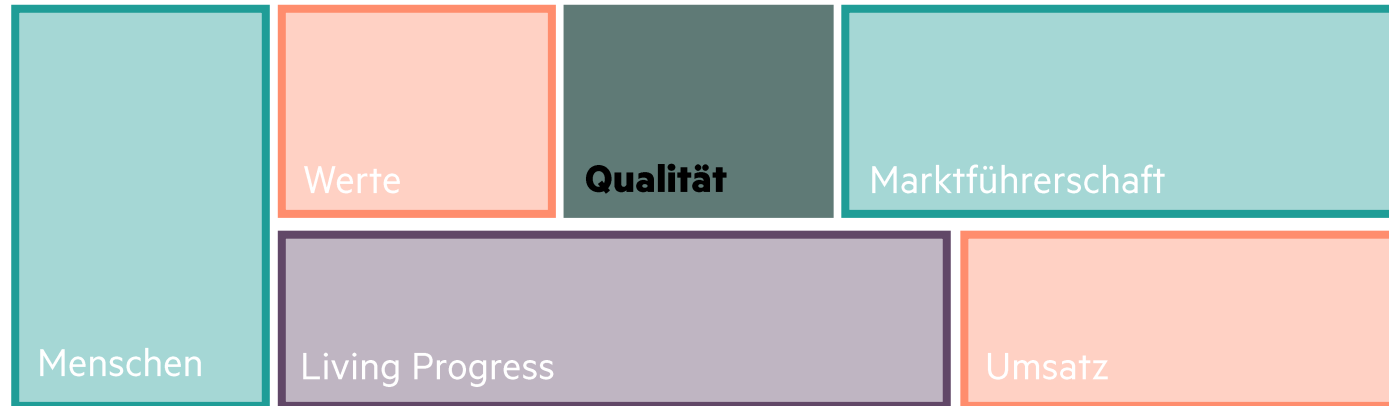 Werte
Qualität
Marktführerschaft
Menschen
Living Progress
Umsatz